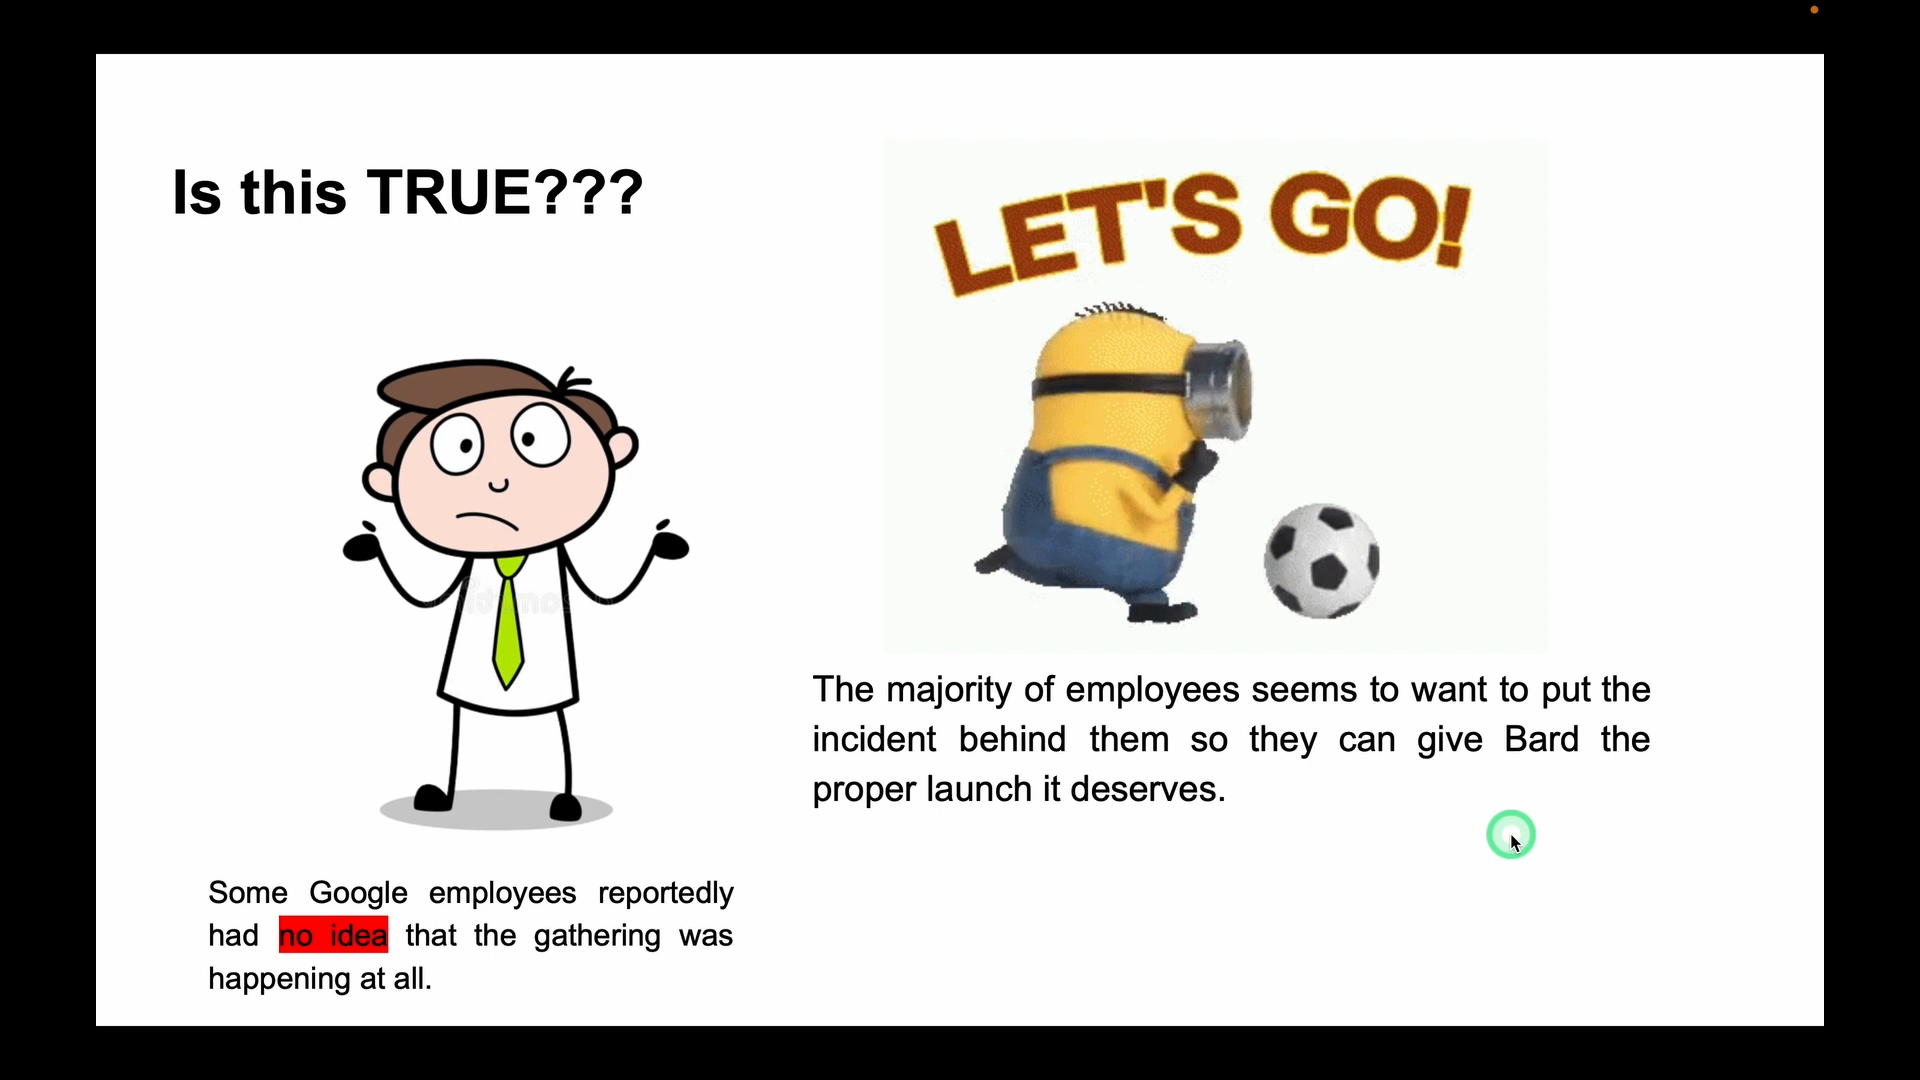 Is this TRUE???
LET'S GO!
The majority of employees seems to want to put the
incident behind them so they can give Bard the
proper launch it deserves.
Some Google employees reportedly
had no idea that the gathering was
happening at all.